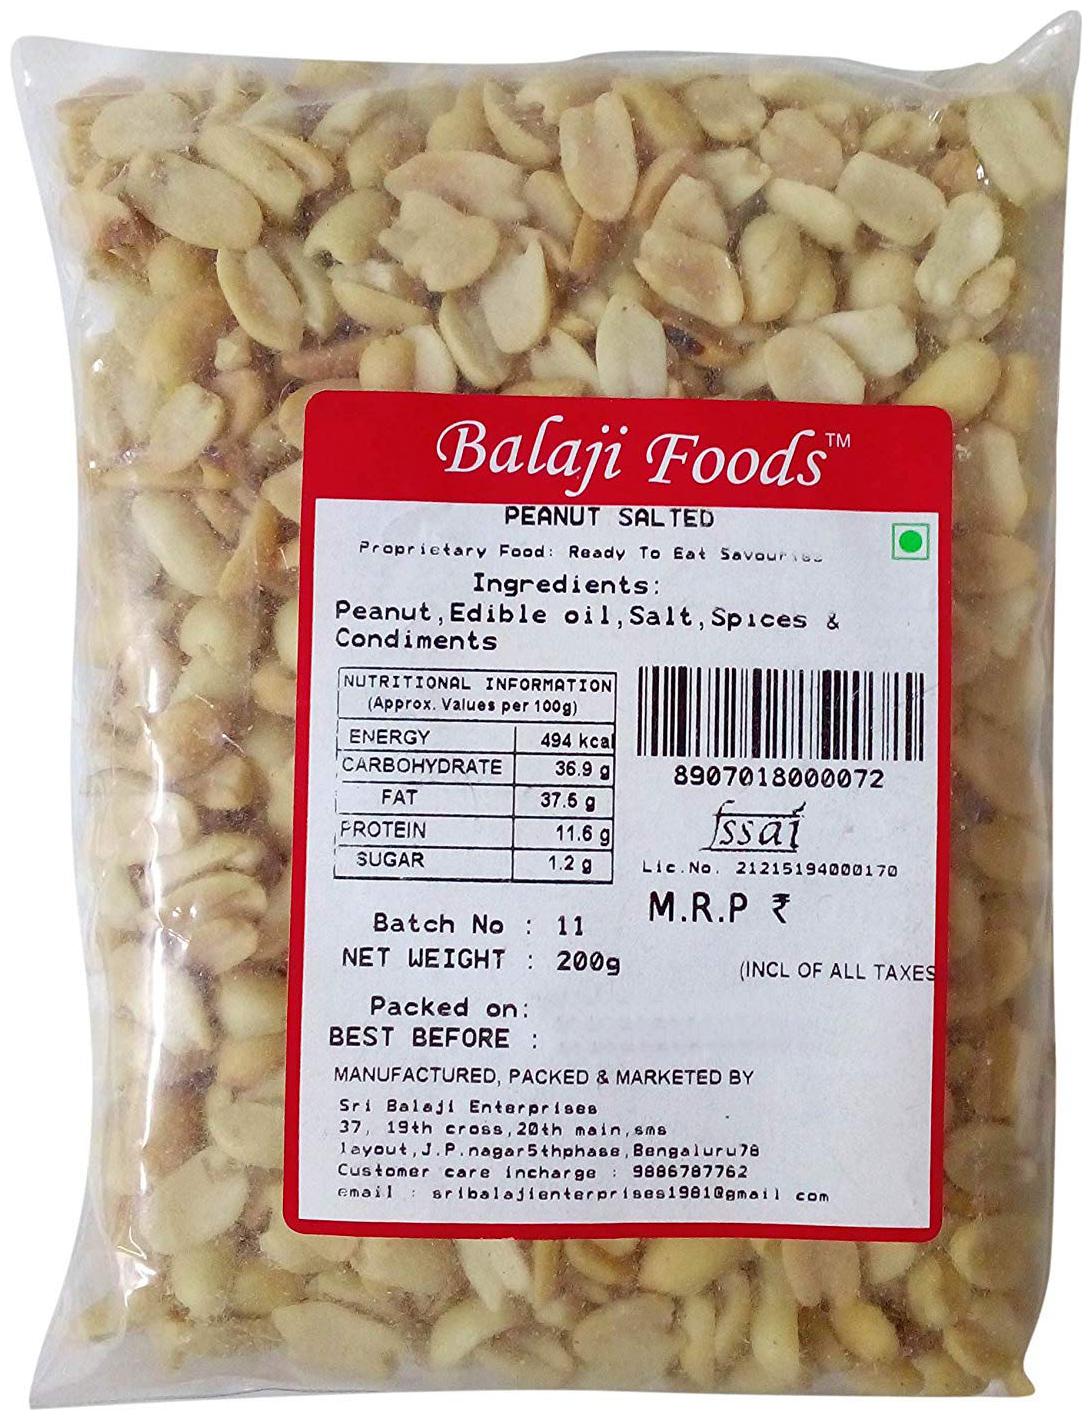 Balaji Foods™
PEANUT SALTED
Proprietary Food: Ready To Eat Savouries
Ingredients:
Peanut,Edible oil,Salt,Spices &
Condiments
NUTRITIONAL INFORMATION
(Approx. Values per 100g)
ENERGY 494 kcal
CARBOHYDRATE 36.9 g
FAT 37.5 g
PROTEIN 11.6 g
SUGAR 1.2 g
8907018000072
fssai
Lic.No. 21215194000170
M.R.P ₹
(INCL OF ALL TAXES
Batch No : 11
NET WEIGHT : 200g
Packed on:
BEST BEFORE :
MANUFACTURED, PACKED & MARKETED BY
Sri Balaji Enterprises
37, 19th cross,20th main,sms
layout,J.P.nagar5thphase,Bengaluru78
Customer care incharge : 9886787762
email : sribalajienterprises1981@gmail com